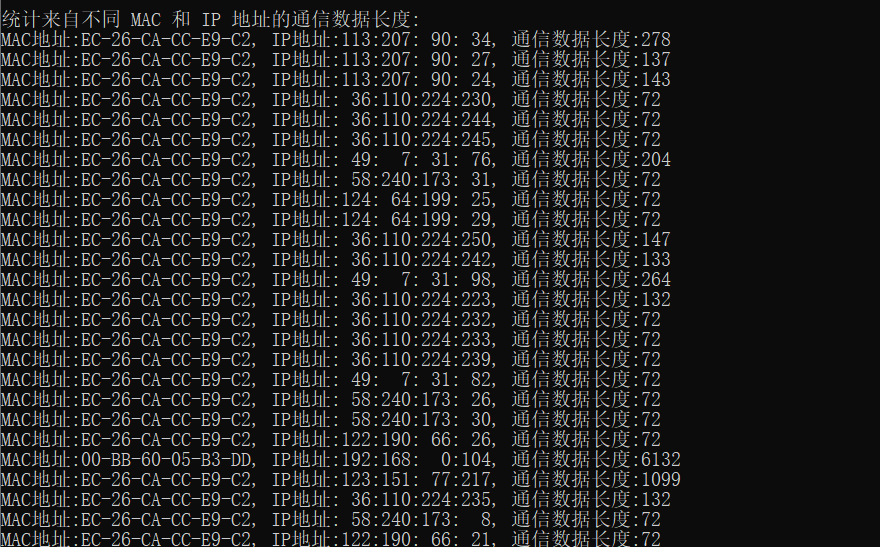 统计来自不同 MAC 和 IP 地址的通信数据长度:
MAC地址:EC-26-CA-CC-E9-C2, IP地址:113:207: 90: 34, 通信数据长度:278
MAC地址:EC-26-CA-CC-E9-C2, IP地址:113:207: 90: 27, 通信数据长度:137
MAC地址:EC-26-CA-CC-E9-C2, IP地址:113:207: 90: 24, 通信数据长度:143
MAC地址:EC-26-CA-CC-E9-C2, IP地址: 36:110:224:230, 通信数据长度:72
MAC地址:EC-26-CA-CC-E9-C2, IP地址: 36:110:224:244, 通信数据长度:72
MAC地址:EC-26-CA-CC-E9-C2, IP地址: 36:110:224:245, 通信数据长度:72
MAC地址:EC-26-CA-CC-E9-C2, IP地址: 49:  7: 31: 76, 通信数据长度:204
MAC地址:EC-26-CA-CC-E9-C2, IP地址: 58:240:173: 31, 通信数据长度:72
MAC地址:EC-26-CA-CC-E9-C2, IP地址:124: 64:199: 25, 通信数据长度:72
MAC地址:EC-26-CA-CC-E9-C2, IP地址:124: 64:199: 29, 通信数据长度:72
MAC地址:EC-26-CA-CC-E9-C2, IP地址: 36:110:224:250, 通信数据长度:147
MAC地址:EC-26-CA-CC-E9-C2, IP地址: 36:110:224:242, 通信数据长度:133
MAC地址:EC-26-CA-CC-E9-C2, IP地址: 49:  7: 31: 98, 通信数据长度:264
MAC地址:EC-26-CA-CC-E9-C2, IP地址: 36:110:224:223, 通信数据长度:132
MAC地址:EC-26-CA-CC-E9-C2, IP地址: 36:110:224:232, 通信数据长度:72
MAC地址:EC-26-CA-CC-E9-C2, IP地址: 36:110:224:233, 通信数据长度:72
MAC地址:EC-26-CA-CC-E9-C2, IP地址: 36:110:224:239, 通信数据长度:72
MAC地址:EC-26-CA-CC-E9-C2, IP地址: 49:  7: 31: 82, 通信数据长度:72
MAC地址:EC-26-CA-CC-E9-C2, IP地址: 58:240:173: 26, 通信数据长度:72
MAC地址:EC-26-CA-CC-E9-C2, IP地址: 58:240:173: 30, 通信数据长度:72
MAC地址:EC-26-CA-CC-E9-C2, IP地址:122:190: 66: 26, 通信数据长度:72
MAC地址:00-BB-60-05-B3-DD, IP地址:192:168:  0:104, 通信数据长度:6132
MAC地址:EC-26-CA-CC-E9-C2, IP地址:123:151: 77:217, 通信数据长度:1099
MAC地址:EC-26-CA-CC-E9-C2, IP地址: 36:110:224:235, 通信数据长度:132
MAC地址:EC-26-CA-CC-E9-C2, IP地址: 58:240:173:  8, 通信数据长度:72
MAC地址:EC-26-CA-CC-E9-C2, IP地址:122:190: 66: 21, 通信数据长度:72